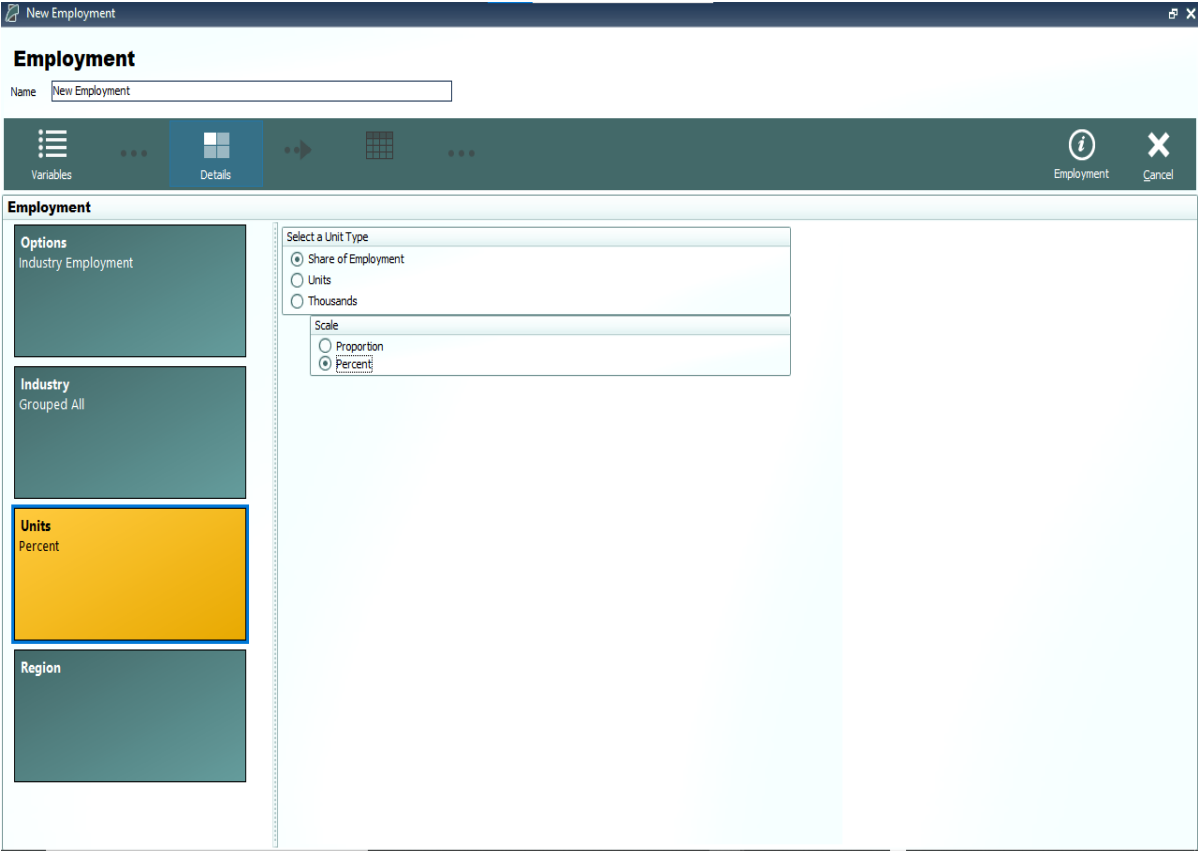 New Employment
Employment
Name New Employment
Variables Details Employment Cancel
Employment
Options
Industry Employment
Industry
Grouped All
Units
Percent
Region
Select a Unit Type
Share of Employment
Units
Thousands
Scale
Proportion
Percent